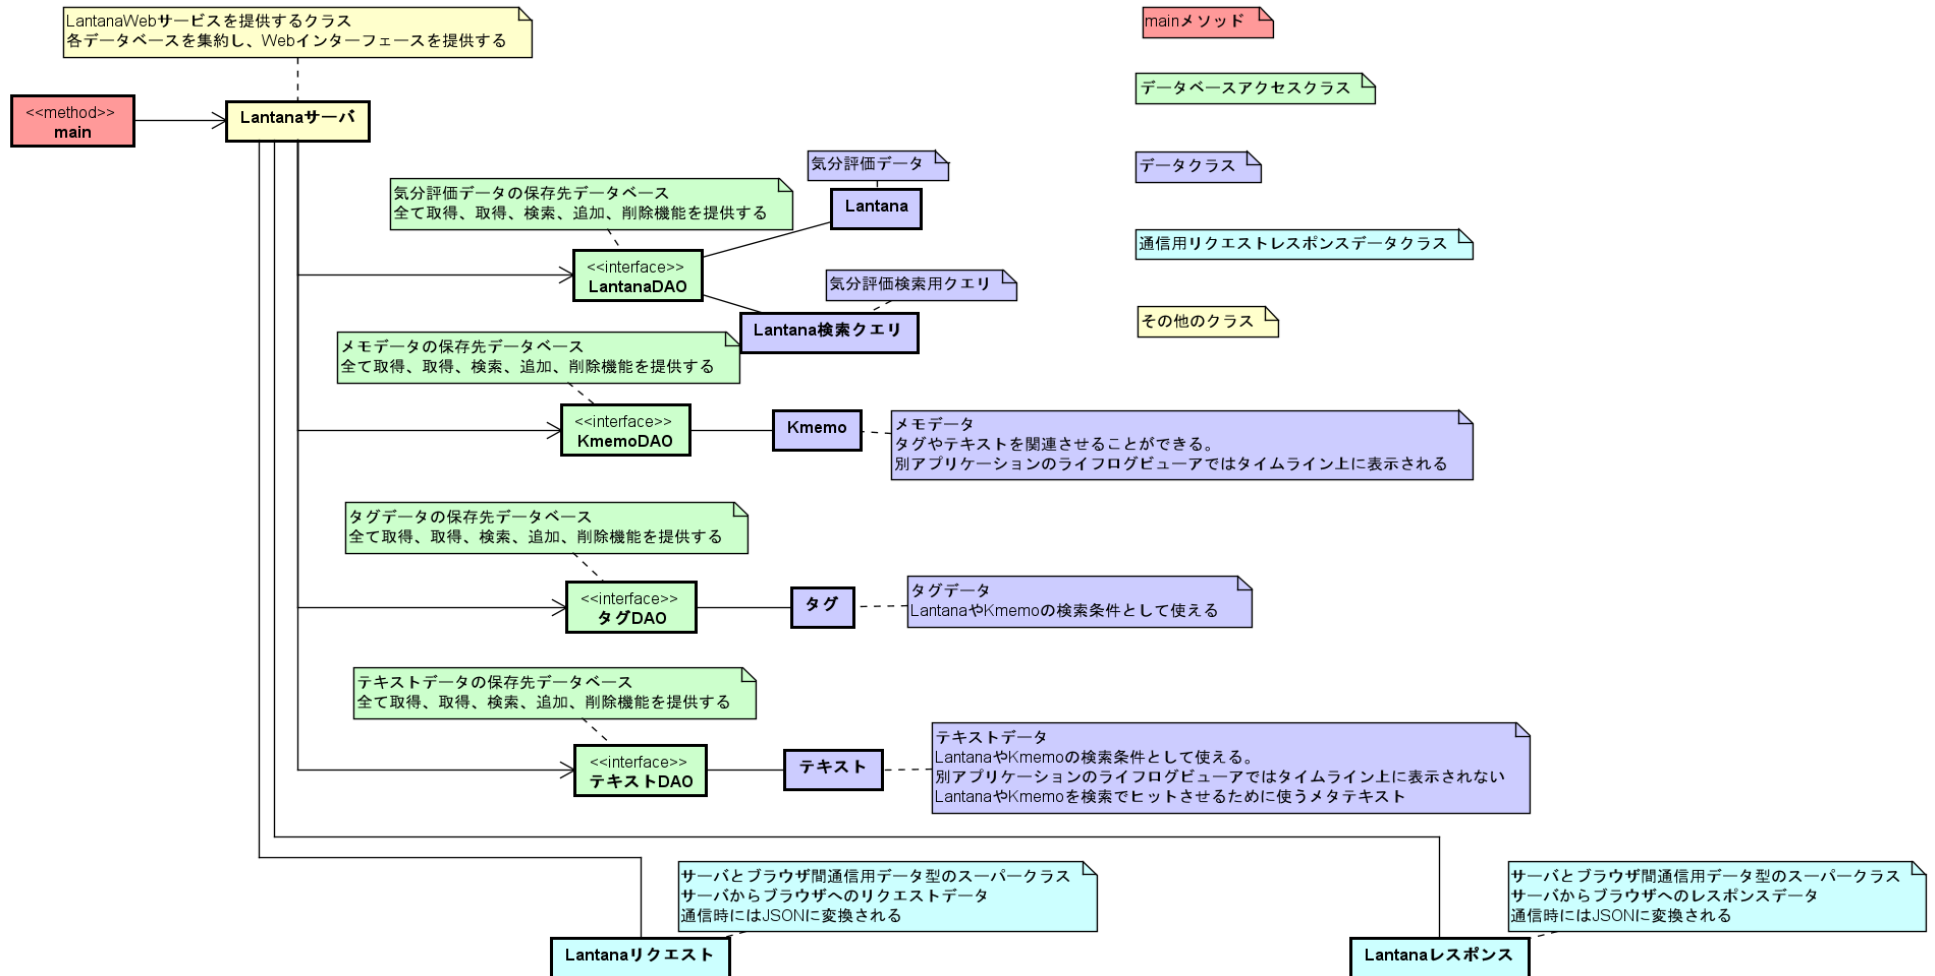 LantanaWebサービスを提供するクラス
各データベースを集約し、Webインターフェースを提供する
mainメソッド
データベースアクセスクラス
<<method>>
main
Lantanaサーバ
気分評価データ
データクラス
気分評価データの保存先データベース
全て取得、取得、検索、追加、削除機能を提供する
Lantana
通信用リクエストレスポンスデータクラス
<<interface>>
LantanaDAO
気分評価検索用クエリ
Lantana検索クエリ
その他のクラス
メモデータの保存先データベース
全て取得、取得、検索、追加、削除機能を提供する
<<interface>>
KmemoDAO
Kmemo
メモデータ
タグやテキストを関連させることができる。
別アプリケーションのライフログビューアではタイムライン上に表示される
タグデータの保存先データベース
全て取得、取得、検索、追加、削除機能を提供する
<<interface>>
タグDAO
タグ
タグデータ
LantanaやKmemoの検索条件として使える
テキストデータの保存先データベース
全て取得、取得、検索、追加、削除機能を提供する
<<interface>>
テキストDAO
テキスト
テキストデータ
LantanaやKmemoの検索条件として使える。
別アプリケーションのライフログビューアではタイムライン上に表示されない
LantanaやKmemoを検索でヒットさせるために使うメタテキスト
サーバとブラウザ間通信用データ型のスーパークラス
サーバからブラウザへのリクエストデータ
通信時にはJSONに変換される
Lantanaリクエスト
サーバとブラウザ間通信用データ型のスーパークラス
サーバからブラウザへのレスポンスデータ
通信時にはJSONに変換される
Lantanaレスポンス